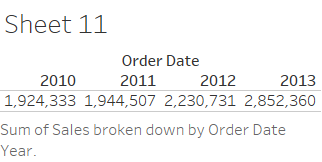 Sheet 11
Order Date
2010 2011 2012 2013
1,924,333 1,944,507 2,230,731 2,852,360
Sum of Sales broken down by Order Date
Year.